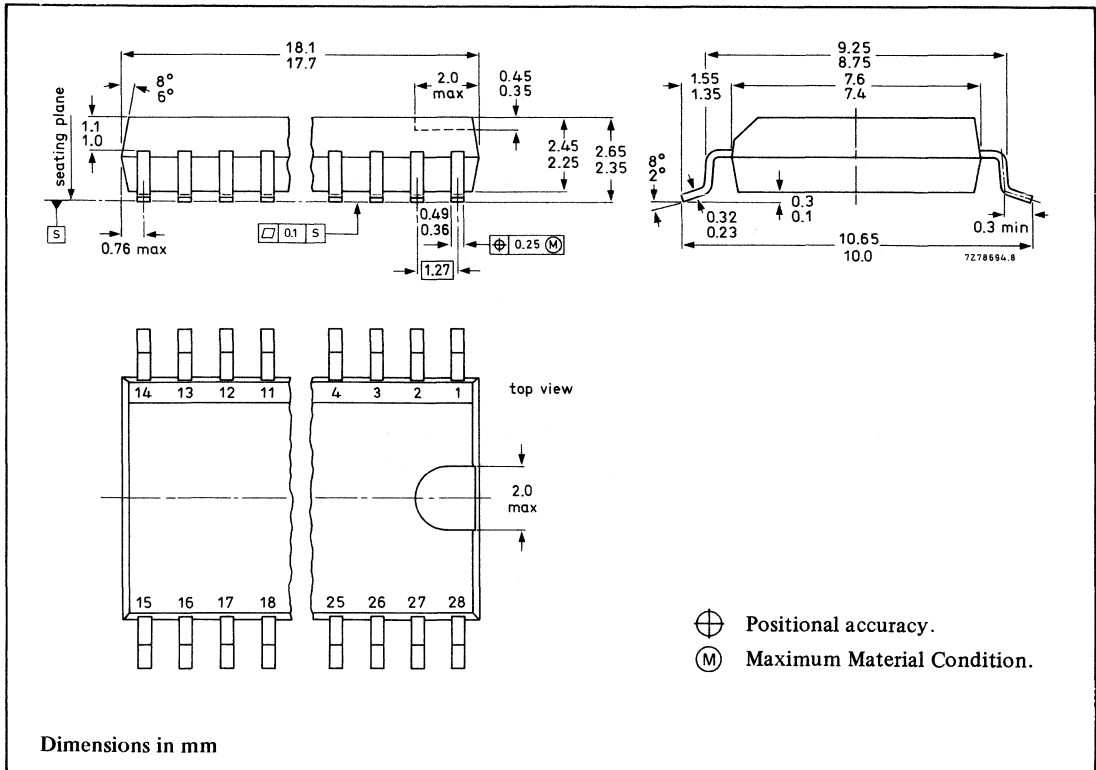 18.1
17.7
8°
6°
2.0
max
0.45
0.35
seating plane
1.1
1.0
2.45
2.25
2.65
2.35
S
0.76 max
▱ 0.1 S
0.49
0.36
⌖ 0.25 Ⓜ
1.27
9.25
8.75
1.55
1.35
7.6
7.4
8°
2°
0.32
0.23
0.3
0.1
0.3 min
10.65
10.0
7Z78694.8
14 13 12 11 4 3 2 1
top view
2.0
max
15 16 17 18 25 26 27 28
Positional accuracy.
Ⓜ Maximum Material Condition.
Dimensions in mm